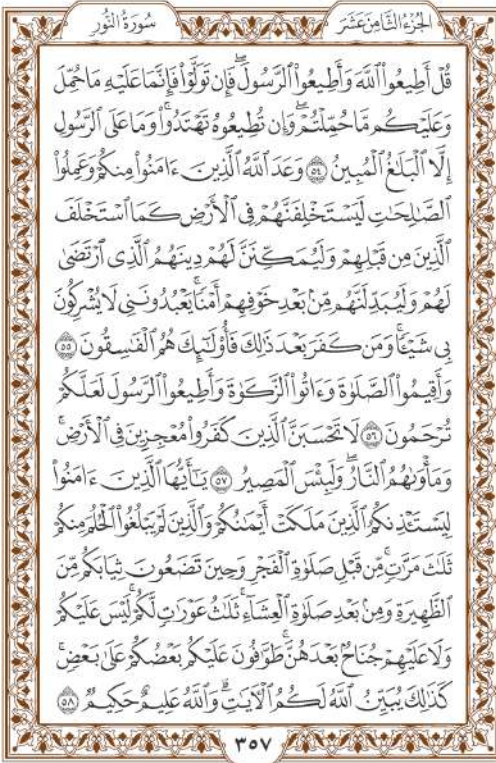 الجزء الثامن عشر
سورة النور
قُلْ أَطِيعُوا۟ ٱللَّهَ وَأَطِيعُوا۟ ٱلرَّسُولَ ۖ فَإِن تَوَلَّوْا۟ فَإِنَّمَا عَلَيْهِ مَا حُمِّلَ
وَعَلَيْكُم مَّا حُمِّلْتُمْ ۖ وَإِن تُطِيعُوهُ تَهْتَدُوا۟ ۚ وَمَا عَلَى ٱلرَّسُولِ
إِلَّا ٱلْبَلَـٰغُ ٱلْمُبِينُ ٥٤ وَعَدَ ٱللَّهُ ٱلَّذِينَ ءَامَنُوا۟ مِنكُمْ وَعَمِلُوا۟
ٱلصَّـٰلِحَـٰتِ لَيَسْتَخْلِفَنَّهُمْ فِى ٱلْأَرْضِ كَمَا ٱسْتَخْلَفَ
ٱلَّذِينَ مِن قَبْلِهِمْ وَلَيُمَكِّنَنَّ لَهُمْ دِينَهُمُ ٱلَّذِى ٱرْتَضَىٰ
لَهُمْ وَلَيُبَدِّلَنَّهُم مِّنۢ بَعْدِ خَوْفِهِمْ أَمْنًا ۚ يَعْبُدُونَنِى لَا يُشْرِكُونَ
بِى شَيْـًٔا ۚ وَمَن كَفَرَ بَعْدَ ذَٰلِكَ فَأُو۟لَـٰٓئِكَ هُمُ ٱلْفَـٰسِقُونَ ٥٥
وَأَقِيمُوا۟ ٱلصَّلَوٰةَ وَءَاتُوا۟ ٱلزَّكَوٰةَ وَأَطِيعُوا۟ ٱلرَّسُولَ لَعَلَّكُمْ
تُرْحَمُونَ ٥٦ لَا تَحْسَبَنَّ ٱلَّذِينَ كَفَرُوا۟ مُعْجِزِينَ فِى ٱلْأَرْضِ ۚ
وَمَأْوَىٰهُمُ ٱلنَّارُ ۖ وَلَبِئْسَ ٱلْمَصِيرُ ٥٧ يَـٰٓأَيُّهَا ٱلَّذِينَ ءَامَنُوا۟
لِيَسْتَـْٔذِنكُمُ ٱلَّذِينَ مَلَكَتْ أَيْمَـٰنُكُمْ وَٱلَّذِينَ لَمْ يَبْلُغُوا۟ ٱلْحُلُمَ مِنكُمْ
ثَلَـٰثَ مَرَّٰتٍ ۚ مِّن قَبْلِ صَلَوٰةِ ٱلْفَجْرِ وَحِينَ تَضَعُونَ ثِيَابَكُم مِّنَ
ٱلظَّهِيرَةِ وَمِنۢ بَعْدِ صَلَوٰةِ ٱلْعِشَآءِ ۚ ثَلَـٰثُ عَوْرَٰتٍ لَّكُمْ ۚ لَيْسَ عَلَيْكُمْ
وَلَا عَلَيْهِمْ جُنَاحٌۢ بَعْدَهُنَّ ۚ طَوَّٰفُونَ عَلَيْكُم بَعْضُكُمْ عَلَىٰ بَعْضٍ ۚ
كَذَٰلِكَ يُبَيِّنُ ٱللَّهُ لَكُمُ ٱلْـَٔايَـٰتِ ۗ وَٱللَّهُ عَلِيمٌ حَكِيمٌ ٥٨
٣٥٧